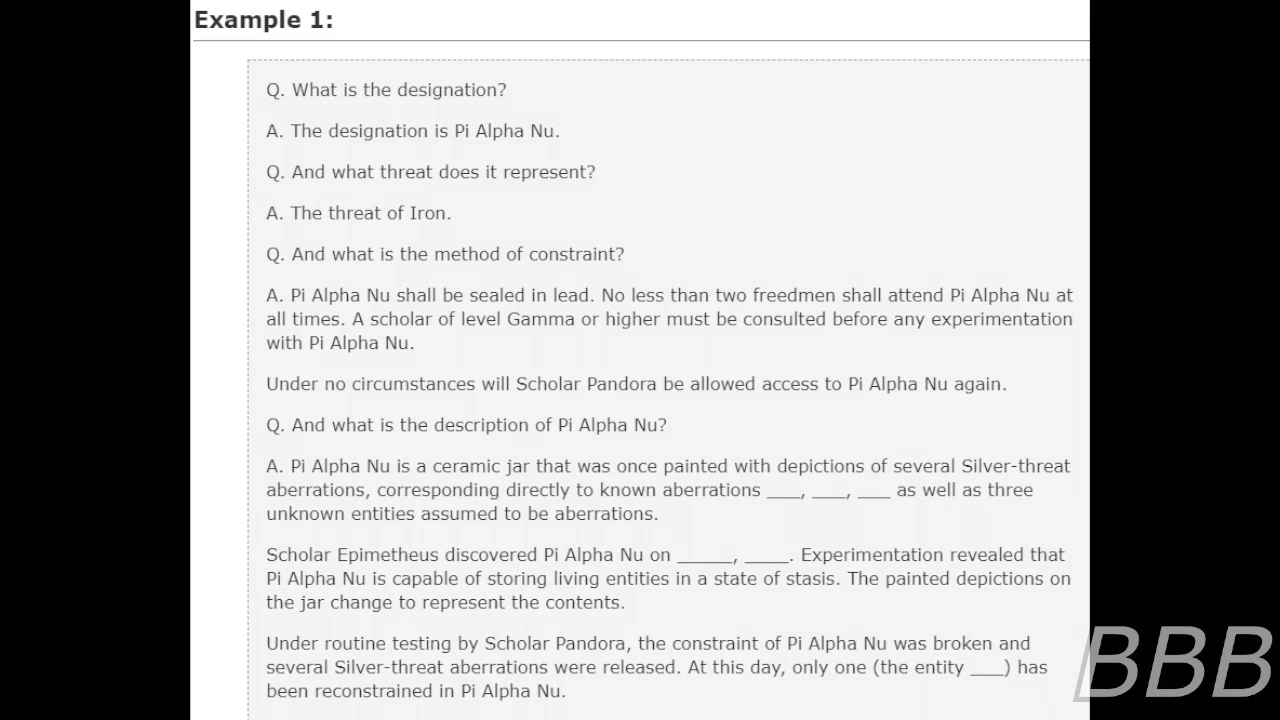 Example 1:
Q. What is the designation?
A. The designation is Pi Alpha Nu.
Q. And what threat does it represent?
A. The threat of Iron.
Q. And what is the method of constraint?
A. Pi Alpha Nu shall be sealed in lead. No less than two freedmen shall attend Pi Alpha Nu at
all times. A scholar of level Gamma or higher must be consulted before any experimentation
with Pi Alpha Nu.
Under no circumstances will Scholar Pandora be allowed access to Pi Alpha Nu again.
Q. And what is the description of Pi Alpha Nu?
A. Pi Alpha Nu is a ceramic jar that was once painted with depictions of several Silver-threat
aberrations, corresponding directly to known aberrations ___, ___, ___ as well as three
unknown entities assumed to be aberrations.
Scholar Epimetheus discovered Pi Alpha Nu on _____, ____. Experimentation revealed that
Pi Alpha Nu is capable of storing living entities in a state of stasis. The painted depictions on
the jar change to represent the contents.
Under routine testing by Scholar Pandora, the constraint of Pi Alpha Nu was broken and
several Silver-threat aberrations were released. At this day, only one (the entity ___) has
been reconstrained in Pi Alpha Nu.
BBB